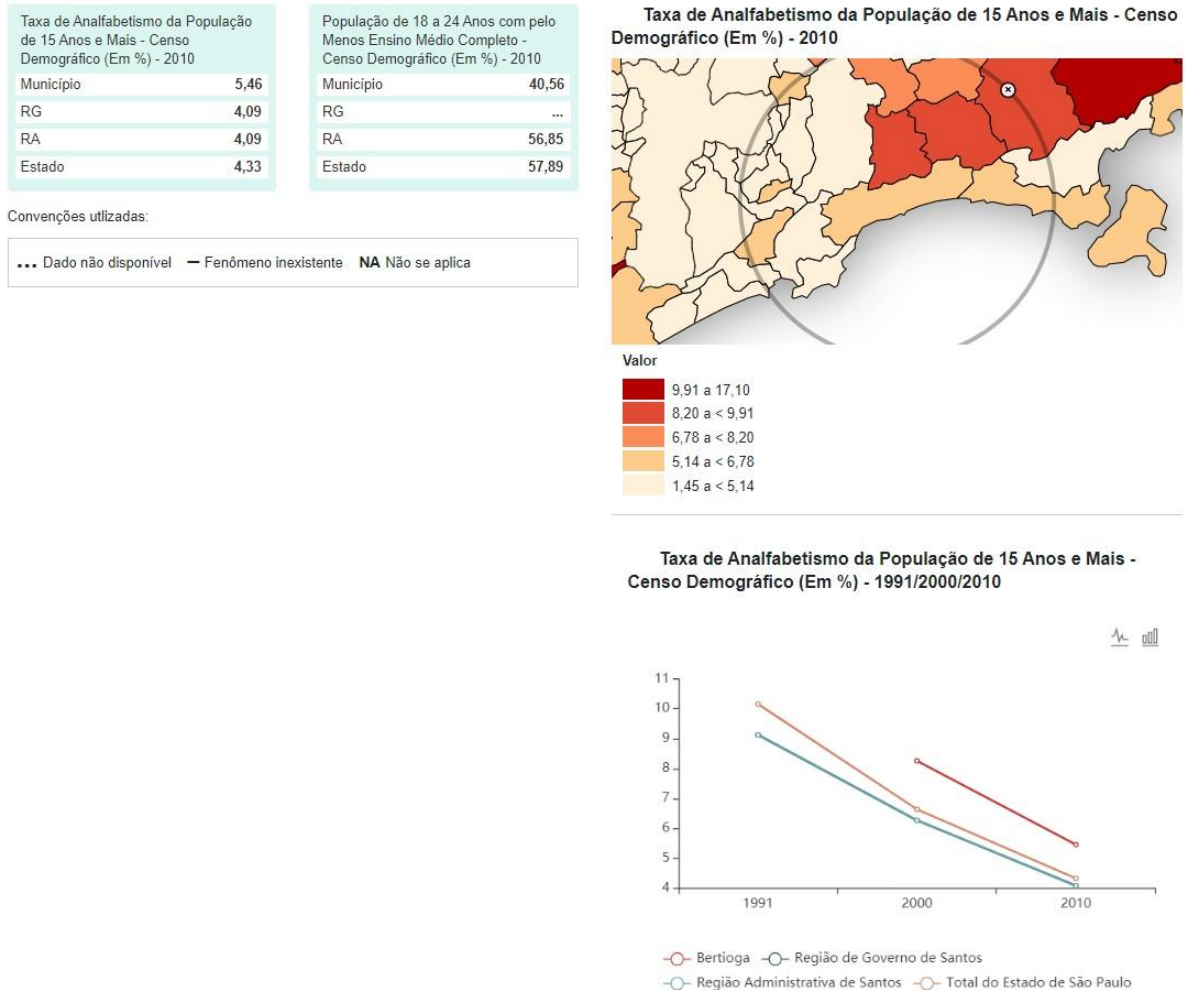 Taxa de Analfabetismo da População
de 15 Anos e Mais - Censo
Demográfico (Em %) - 2010
Município 5,46
RG 4,09
RA 4,09
Estado 4,33
População de 18 a 24 Anos com pelo
Menos Ensino Médio Completo -
Censo Demográfico (Em %) - 2010
Município 40,56
RG ...
RA 56,85
Estado 57,89
Convenções utlizadas:
... Dado não disponível — Fenômeno inexistente NA Não se aplica
Taxa de Analfabetismo da População de 15 Anos e Mais - Censo
Demográfico (Em %) - 2010
Valor
9,91 a 17,10
8,20 a < 9,91
6,78 a < 8,20
5,14 a < 6,78
1,45 a < 5,14
Taxa de Analfabetismo da População de 15 Anos e Mais -
Censo Demográfico (Em %) - 1991/2000/2010
11
10
9
8
7
6
5
4
1991 2000 2010
Bertioga Região de Governo de Santos
Região Administrativa de Santos Total do Estado de São Paulo